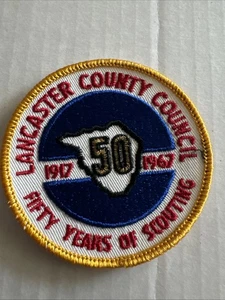 LANCASTER COUNTY COUNCIL
50
1917 1967
FIFTY YEARS OF SCOUTING